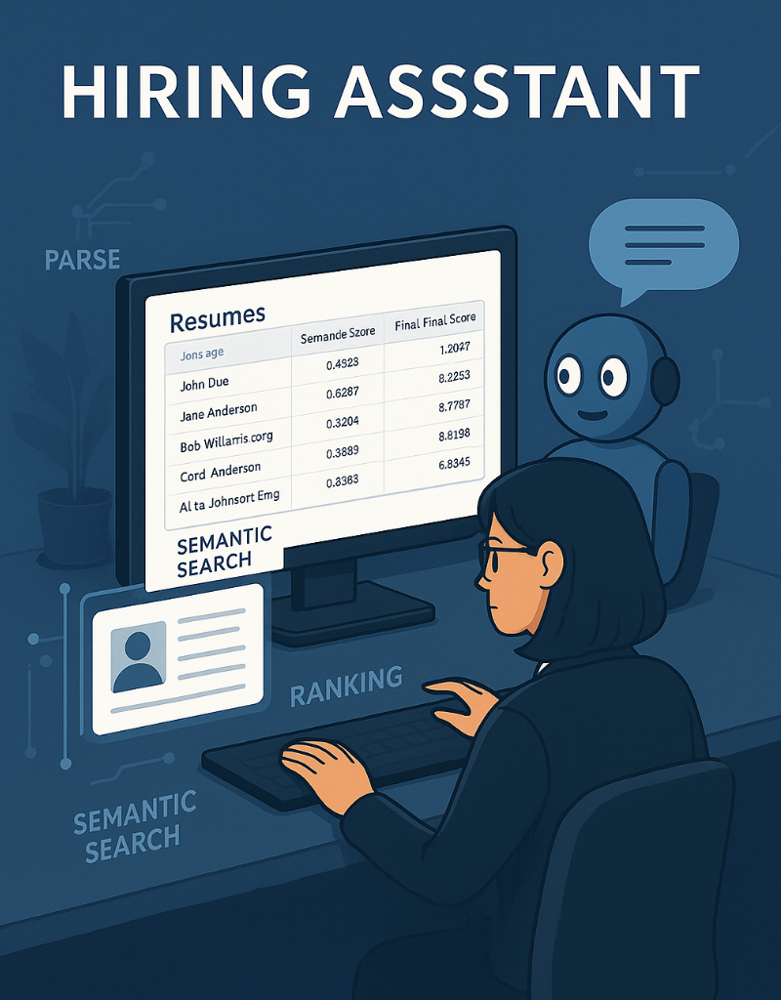 HIRING ASSSTANT
PARSE
Resumes
Jons age Semande Szore Final Final Score
John Due 0.4923 1.2027
Jane Anderson 0.6287 8.2253
Bob Willarris.corg 0.3204 8.7787
Cord Anderson 0.3889 8.8198
Al ta Johnsort Emg 0.8383 6.8345
SEMANTIC
SEARCH
RANKING
SEMANTIC
SEARCH